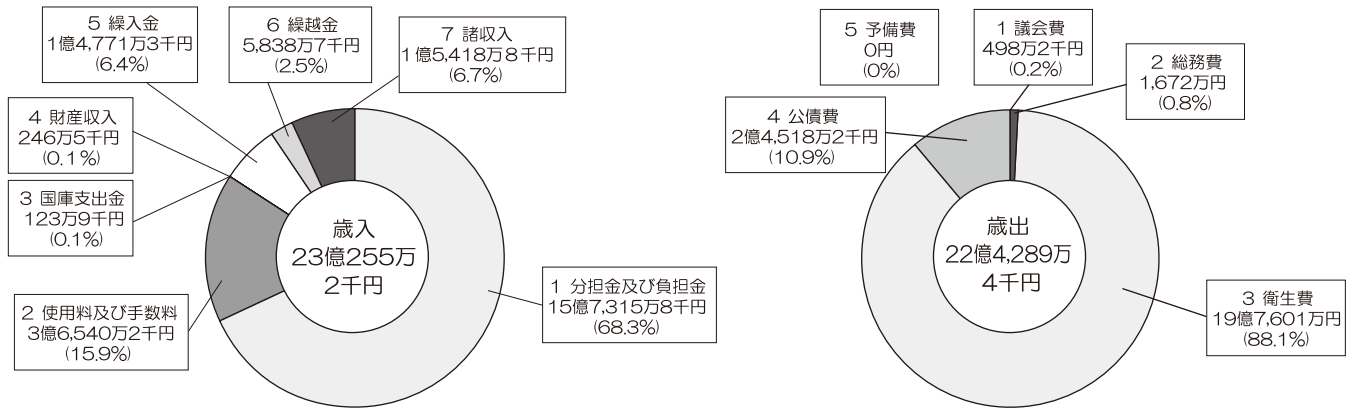 5 繰入金
1億4,771万3千円
(6.4%)
6 繰越金
5,838万7千円
(2.5%)
7 諸収入
1億5,418万8千円
(6.7%)
4 財産収入
246万5千円
(0.1%)
3 国庫支出金
123万9千円
(0.1%)
2 使用料及び手数料
3億6,540万2千円
(15.9%)
歳入
23億255万
2千円
1 分担金及び負担金
15億7,315万8千円
(68.3%)
5 予備費
0円
(0%)
1 議会費
498万2千円
(0.2%)
2 総務費
1,672万円
(0.8%)
4 公債費
2億4,518万2千円
(10.9%)
歳出
22億4,289万
4千円
3 衛生費
19億7,601万円
(88.1%)